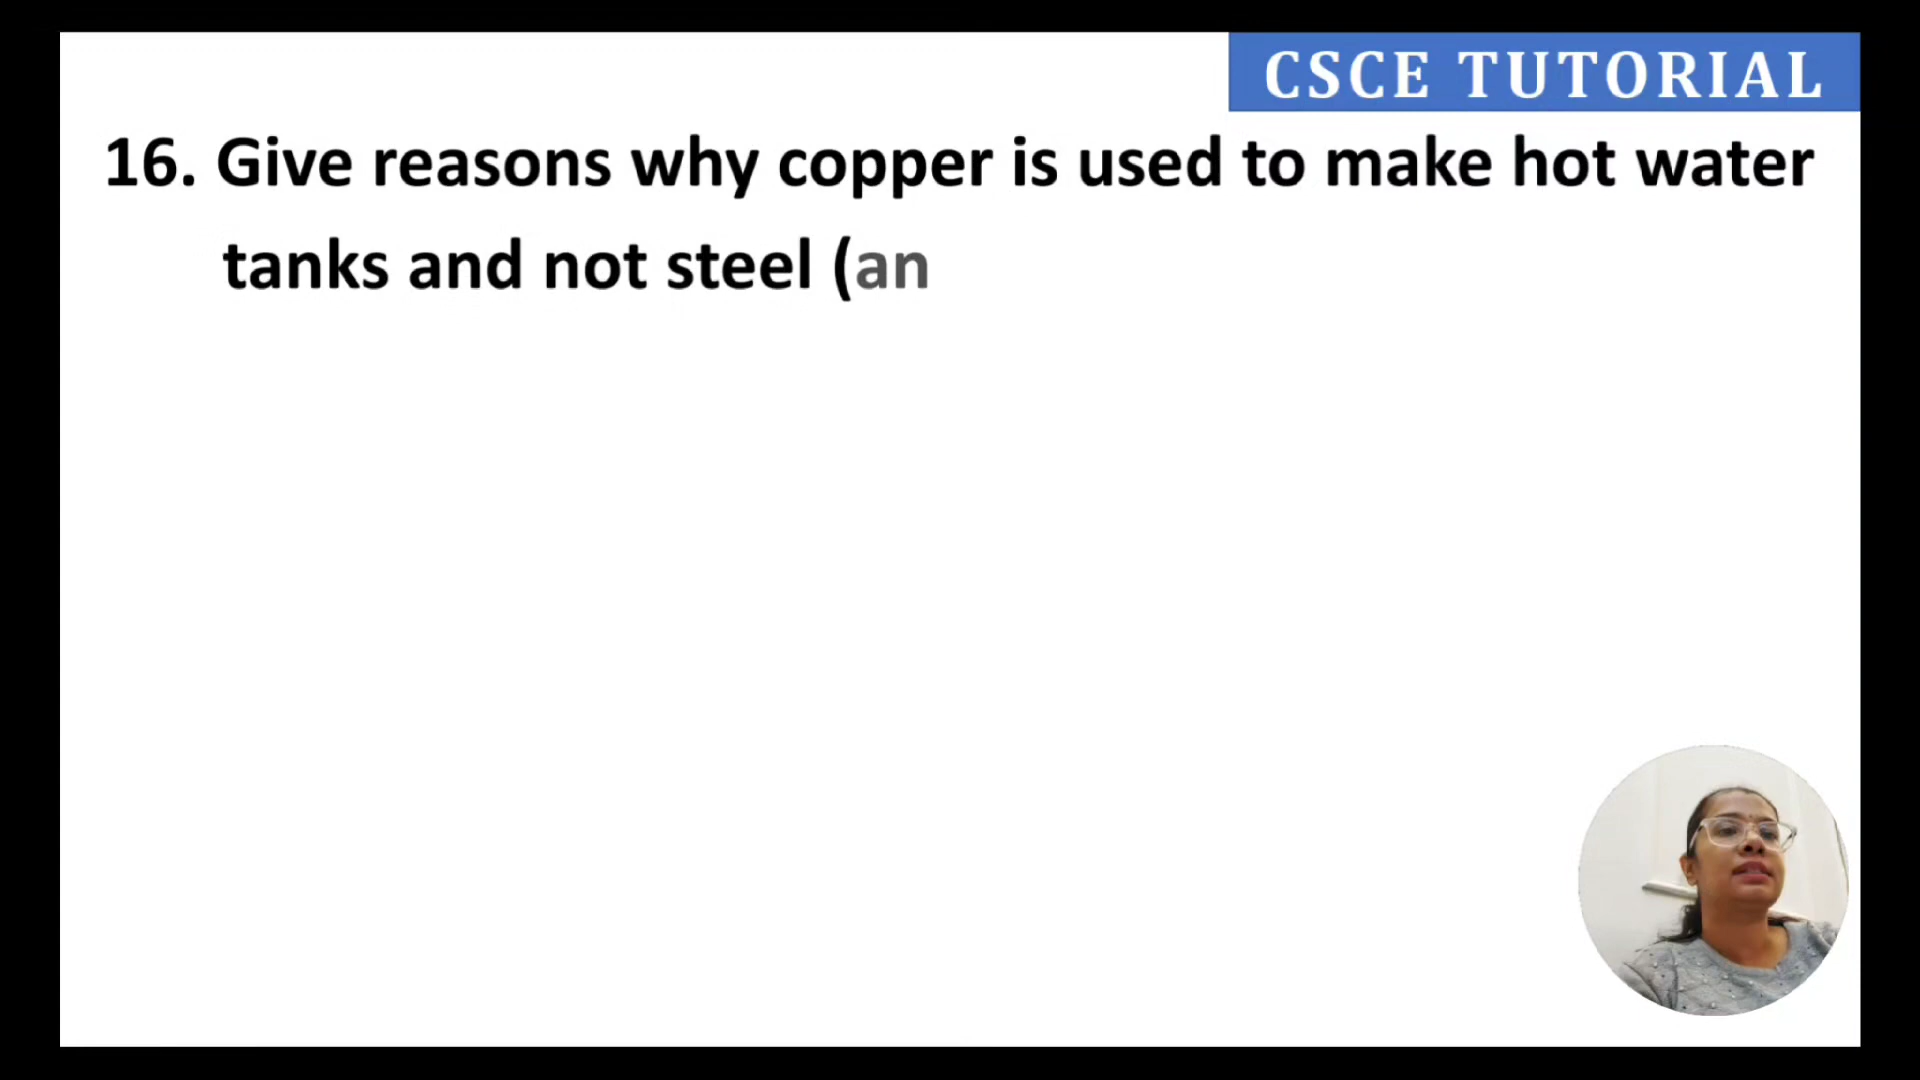 CSCE TUTORIAL
16. Give reasons why copper is used to make hot water
tanks and not steel (an